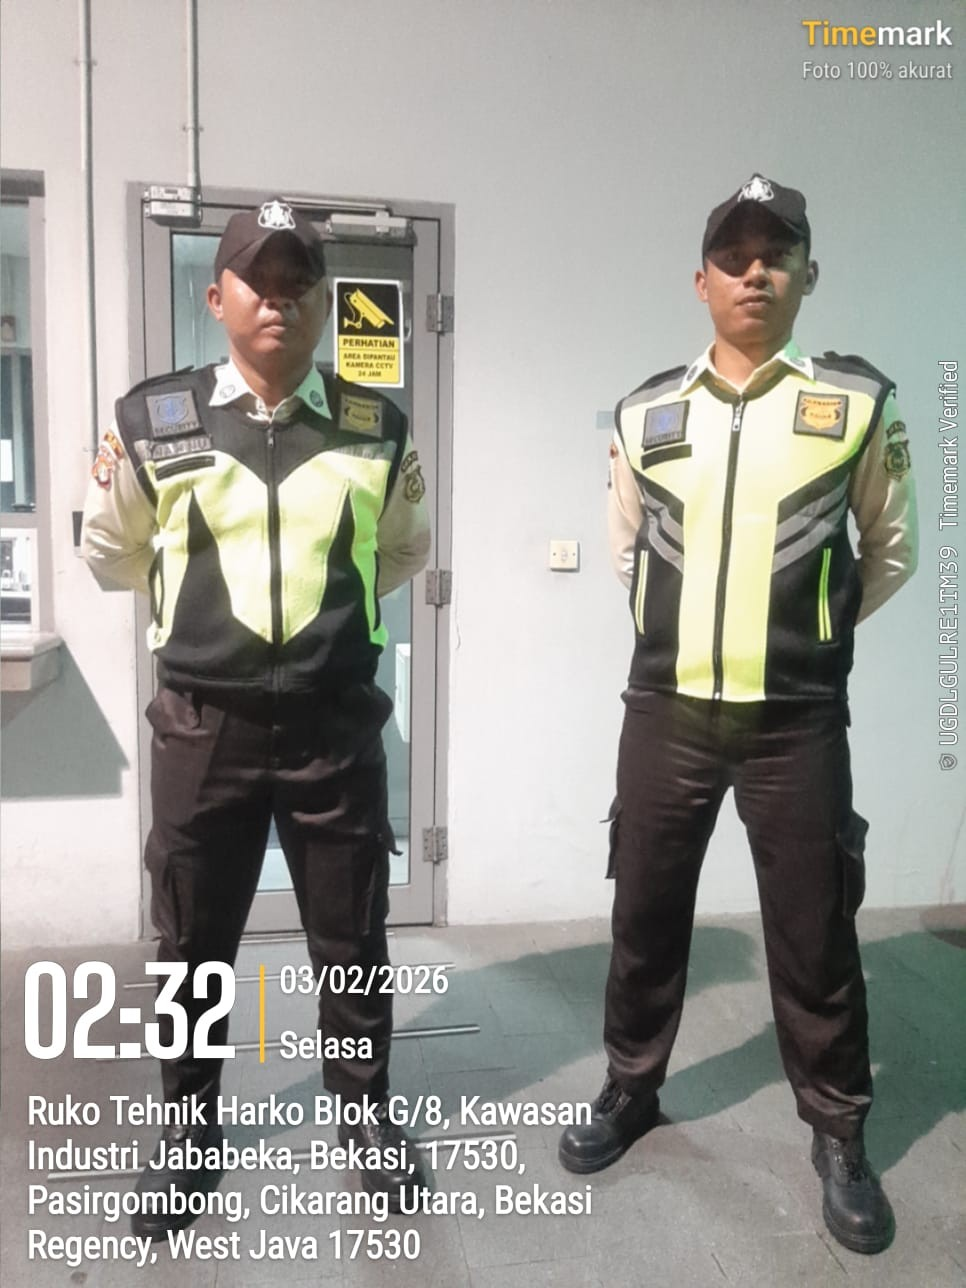 Timemark
Foto 100% akurat
PERHATIAN
AREA DIPANTAU
KAMERA CCTV
24 JAM
SECURITY
SECURITY
02:32
03/02/2026
Selasa
Ruko Tehnik Harko Blok G/8, Kawasan
Industri Jababeka, Bekasi, 17530,
Pasirgombong, Cikarang Utara, Bekasi
Regency, West Java 17530
UGDLGULRE1TM39 Timemark Verified